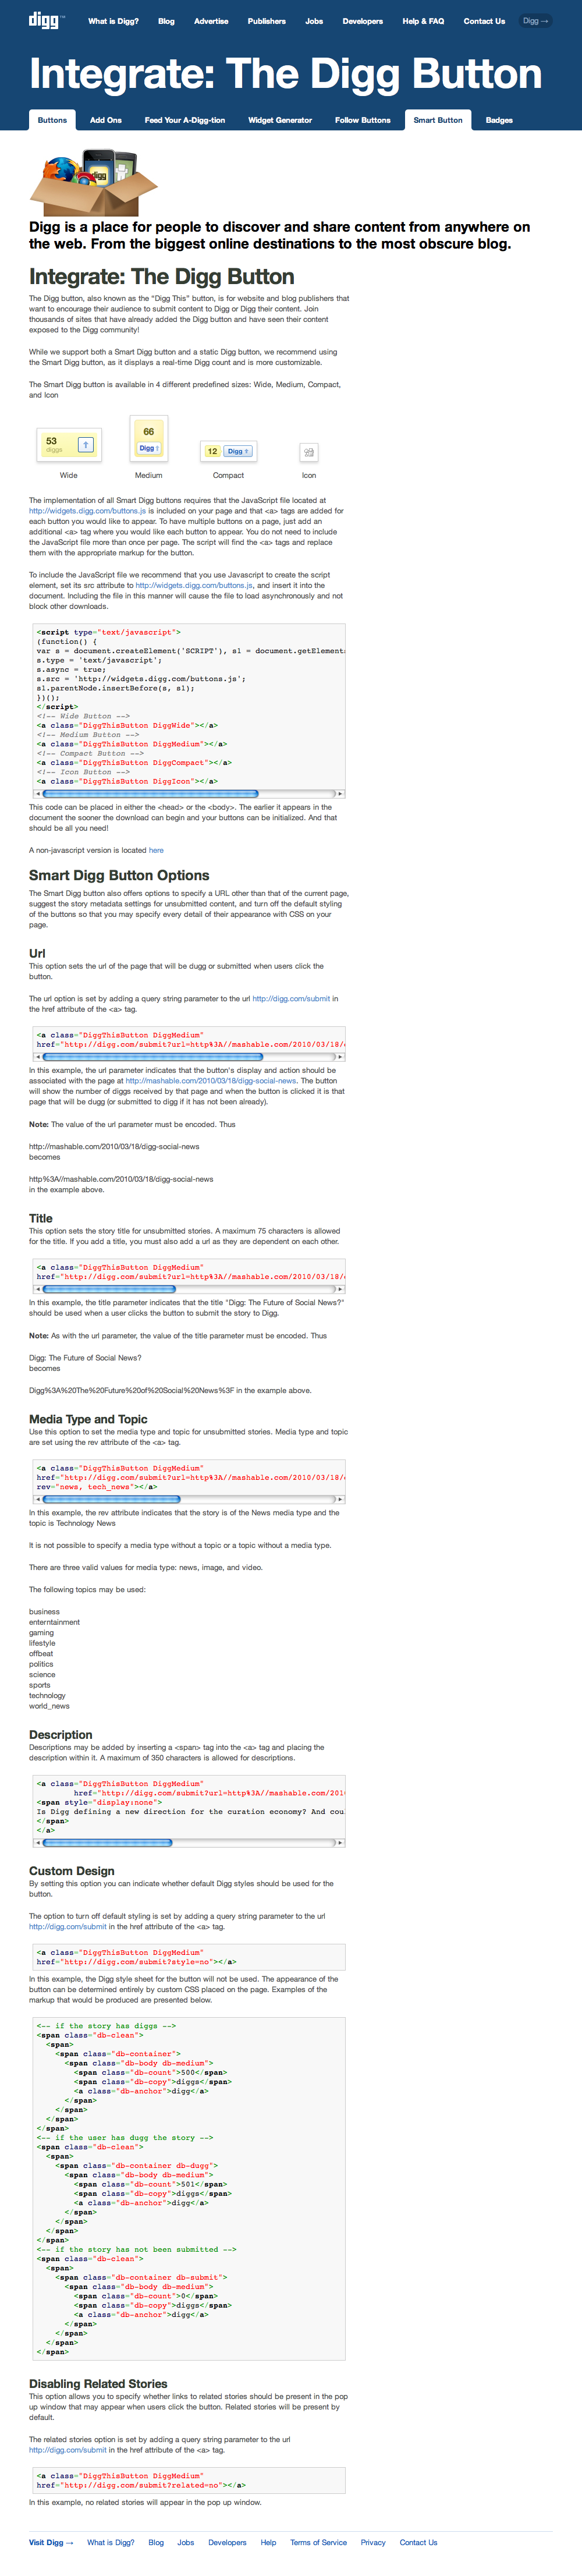 digg™ What is Digg? Blog Advertise Publishers Jobs Developers Help & FAQ Contact Us Digg →
Integrate: The Digg Button
Buttons Add Ons Feed Your A-Digg-tion Widget Generator Follow Buttons Smart Button Badges
digg
Digg is a place for people to discover and share content from anywhere on
the web. From the biggest online destinations to the most obscure blog.
Integrate: The Digg Button
The Digg button, also known as the “Digg This” button, is for website and blog publishers that
want to encourage their audience to submit content to Digg or Digg their content. Join
thousands of sites that have already added the Digg button and have seen their content
exposed to the Digg community!
While we support both a Smart Digg button and a static Digg button, we recommend using
the Smart Digg button, as it displays a real-time Digg count and is more customizable.
The Smart Digg button is available in 4 different predefined sizes: Wide, Medium, Compact,
and Icon
53
diggs
66
Digg
12 Digg
Wide Medium Compact Icon
The implementation of all Smart Digg buttons requires that the JavaScript file located at
http://widgets.digg.com/buttons.js is included on your page and that <a> tags are added for
each button you would like to appear. To have multiple buttons on a page, just add an
additional <a> tag where you would like each button to appear. You do not need to include
the JavaScript file more than once per page. The script will find the <a> tags and replace
them with the appropriate markup for the button.
To include the JavaScript file we recommend that you use Javascript to create the script
element, set its src attribute to http://widgets.digg.com/buttons.js, and insert it into the
document. Including the file in this manner will cause the file to load asynchronously and not
block other downloads.
<script type="text/javascript">
(function() {
var s = document.createElement('SCRIPT'), s1 = document.getElements
s.type = 'text/javascript';
s.async = true;
s.src = 'http://widgets.digg.com/buttons.js';
s1.parentNode.insertBefore(s, s1);
})();
</script>
<!-- Wide Button -->
<a class="DiggThisButton DiggWide"></a>
<!-- Medium Button -->
<a class="DiggThisButton DiggMedium"></a>
<!-- Compact Button -->
<a class="DiggThisButton DiggCompact"></a>
<!-- Icon Button -->
<a class="DiggThisButton DiggIcon"></a>
This code can be placed in either the <head> or the <body>. The earlier it appears in the
document the sooner the download can begin and your buttons can be initialized. And that
should be all you need!
A non-javascript version is located here
Smart Digg Button Options
The Smart Digg button also offers options to specify a URL other than that of the current page,
suggest the story metadata settings for unsubmitted content, and turn off the default styling
of the buttons so that you may specify every detail of their appearance with CSS on your
page.
Url
This option sets the url of the page that will be dugg or submitted when users click the
button.
The url option is set by adding a query string parameter to the url http://digg.com/submit in
the href attribute of the <a> tag.
<a class="DiggThisButton DiggMedium"
href="http://digg.com/submit?url=http%3A//mashable.com/2010/03/18/
In this example, the url parameter indicates that the button's display and action should be
associated with the page at http://mashable.com/2010/03/18/digg-social-news. The button
will show the number of diggs received by that page and when the button is clicked it is that
page that will be dugg (or submitted to digg if it has not been already).
Note: The value of the url parameter must be encoded. Thus
http://mashable.com/2010/03/18/digg-social-news
becomes
http%3A//mashable.com/2010/03/18/digg-social-news
in the example above.
Title
This option sets the story title for unsubmitted stories. A maximum 75 characters is allowed
for the title. If you add a title, you must also add a url as they are dependent on each other.
<a class="DiggThisButton DiggMedium"
href="http://digg.com/submit?url=http%3A//mashable.com/2010/03/18/
In this example, the title parameter indicates that the title "Digg: The Future of Social News?"
should be used when a user clicks the button to submit the story to Digg.
Note: As with the url parameter, the value of the title parameter must be encoded. Thus
Digg: The Future of Social News?
becomes
Digg%3A%20The%20Future%20of%20Social%20News%3F in the example above.
Media Type and Topic
Use this option to set the media type and topic for unsubmitted stories. Media type and topic
are set using the rev attribute of the <a> tag.
<a class="DiggThisButton DiggMedium"
href="http://digg.com/submit?url=http%3A//mashable.com/2010/03/18/
rev="news, tech_news"></a>
In this example, the rev attribute indicates that the story is of the News media type and the
topic is Technology News
It is not possible to specify a media type without a topic or a topic without a media type.
There are three valid values for media type: news, image, and video.
The following topics may be used:
business
enterntainment
gaming
lifestyle
offbeat
politics
science
sports
technology
world_news
Description
Descriptions may be added by inserting a <span> tag into the <a> tag and placing the
description within it. A maximum of 350 characters is allowed for descriptions.
<a class="DiggThisButton DiggMedium"
href="http://digg.com/submit?url=http%3A//mashable.com/201
<span style="display:none">
Is Digg defining a new direction for the curation economy? And cou
</span>
</a>
Custom Design
By setting this option you can indicate whether default Digg styles should be used for the
button.
The option to turn off default styling is set by adding a query string parameter to the url
http://digg.com/submit in the href attribute of the <a> tag.
<a class="DiggThisButton DiggMedium"
href="http://digg.com/submit?style=no"></a>
In this example, the Digg style sheet for the button will not be used. The appearance of the
button can be determined entirely by custom CSS placed on the page. Examples of the
markup that would be produced are presented below.
<-- if the story has diggs -->
<span class="db-clean">
<span>
<span class="db-container">
<span class="db-body db-medium">
<span class="db-count">500</span>
<span class="db-copy">diggs</span>
<a class="db-anchor">digg</a>
</span>
</span>
</span>
</span>
<-- if the user has dugg the story -->
<span class="db-clean">
<span>
<span class="db-container db-dugg">
<span class="db-body db-medium">
<span class="db-count">501</span>
<span class="db-copy">diggs</span>
<a class="db-anchor">digg</a>
</span>
</span>
</span>
</span>
<-- if the story has not been submitted -->
<span class="db-clean">
<span>
<span class="db-container db-submit">
<span class="db-body db-medium">
<span class="db-count">0</span>
<span class="db-copy">diggs</span>
<a class="db-anchor">digg</a>
</span>
</span>
</span>
</span>
Disabling Related Stories
This option allows you to specify whether links to related stories should be present in the pop
up window that may appear when users click the button. Related stories will be present by
default.
The related stories option is set by adding a query string parameter to the url
http://digg.com/submit in the href attribute of the <a> tag.
<a class="DiggThisButton DiggMedium"
href="http://digg.com/submit?related=no"></a>
In this example, no related stories will appear in the pop up window.
Visit Digg → What is Digg? Blog Jobs Developers Help Terms of Service Privacy Contact Us